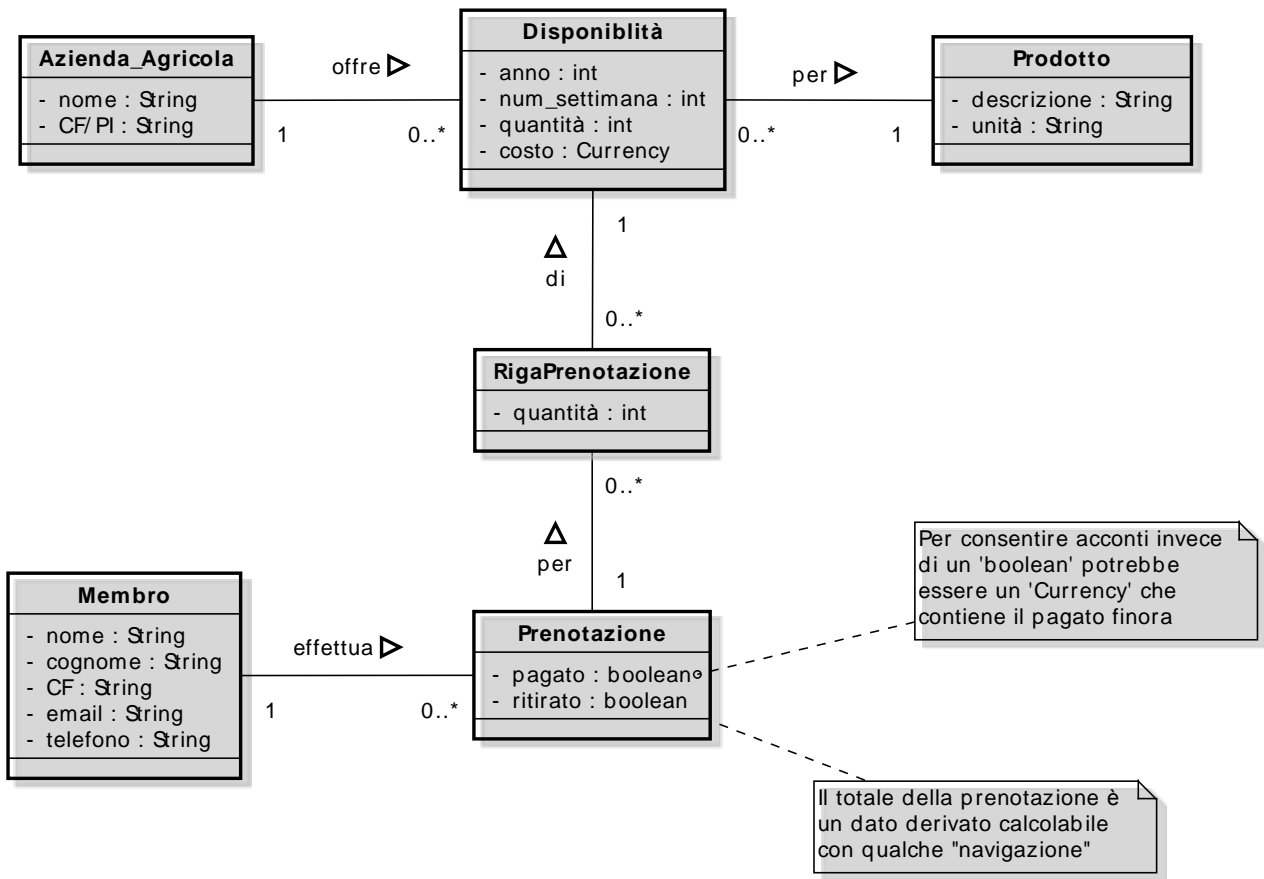 Azienda_Agricola
- nome : String
- CF/PI : String
offre
1
0..*
Disponiblità
- anno : int
- num_settimana : int
- quantità : int
- costo : Currency
per
0..*
1
Prodotto
- descrizione : String
- unità : String
1
di
0..*
RigaPrenotazione
- quantità : int
0..*
per
1
Membro
- nome : String
- cognome : String
- CF : String
- email : String
- telefono : String
effettua
1
0..*
Prenotazione
- pagato : boolean
- ritirato : boolean
Per consentire acconti invece
di un 'boolean' potrebbe
essere un 'Currency' che
contiene il pagato finora
Il totale della prenotazione è
un dato derivato calcolabile
con qualche "navigazione"